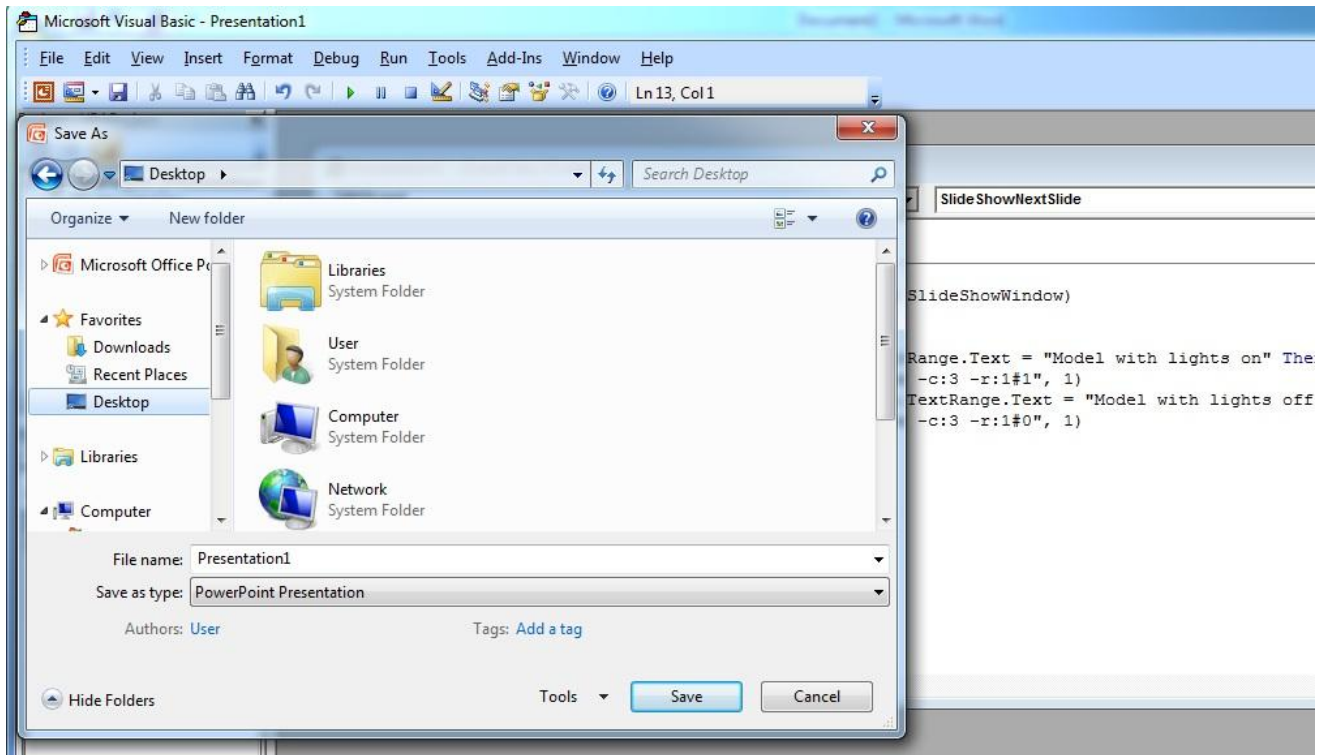 Microsoft Visual Basic - Presentation1
File Edit View Insert Format Debug Run Tools Add-Ins Window Help
Ln 13, Col 1
Save As
Desktop
Search Desktop
Organize New folder
SlideShowNextSlide
Microsoft Office Po
Favorites
Downloads
Recent Places
Desktop
Libraries
Computer
Libraries
System Folder
User
System Folder
Computer
System Folder
Network
System Folder
SlideShowWindow)
Range.Text = "Model with lights on" The
-c:3 -r:1#1", 1)
TextRange.Text = "Model with lights off
-c:3 -r:1#0", 1)
File name: Presentation1
Save as type: PowerPoint Presentation
Authors: User Tags: Add a tag
Hide Folders Tools Save Cancel